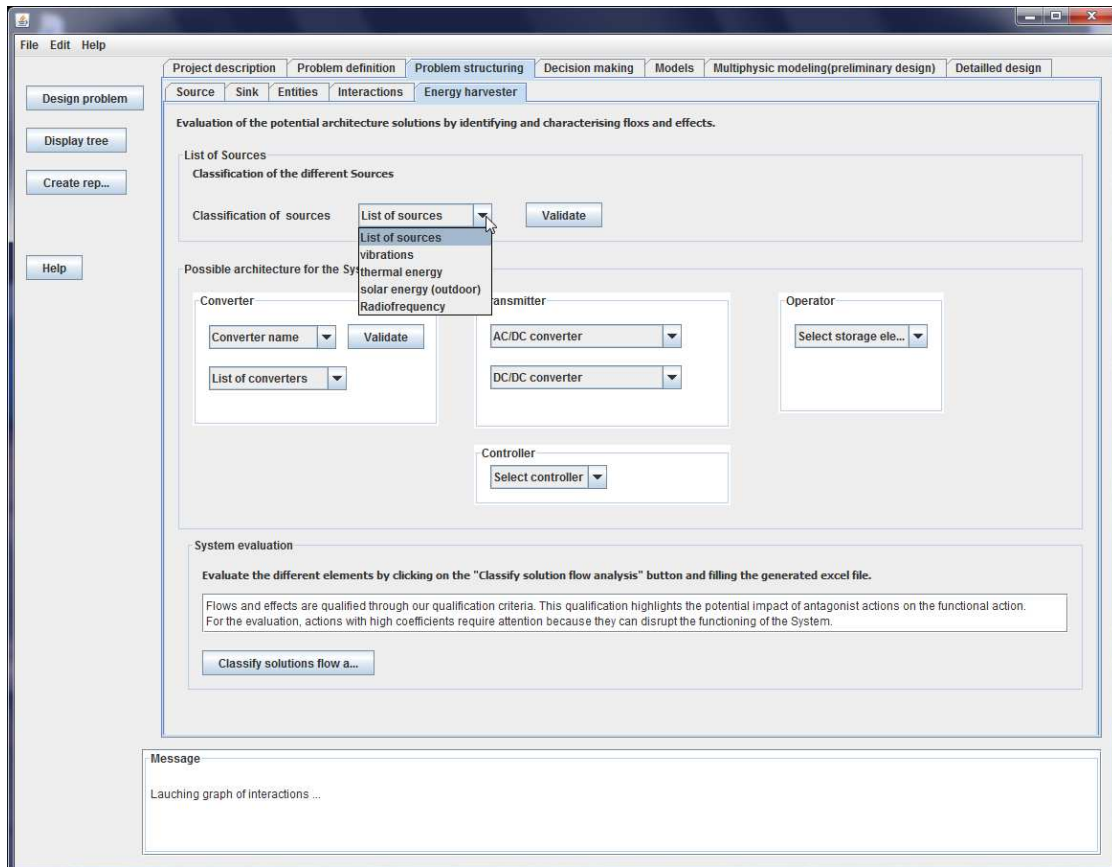 File Edit Help
Project description Problem definition Problem structuring Decision making Models Multiphysic modeling(preliminary design) Detailled design
Source Sink Entities Interactions Energy harvester
Design problem
Display tree
Create rep...
Help
Evaluation of the potential architecture solutions by identifying and characterising floxs and effects.
List of Sources
Classification of the different Sources
Classification of sources List of sources Validate
List of sources
vibrations
thermal energy
solar energy (outdoor)
Radiofrequency
Possible architecture for the Sys
Converter
Converter name Validate
List of converters
ransmitter
AC/DC converter
DC/DC converter
Operator
Select storage ele...
Controller
Select controller
System evaluation
Evaluate the different elements by clicking on the "Classify solution flow analysis" button and filling the generated excel file.
Flows and effects are qualified through our qualification criteria. This qualification highlights the potential impact of antagonist actions on the functional action.
For the evaluation, actions with high coefficients require attention because they can disrupt the functioning of the System.
Classify solutions flow a...
Message
Lauching graph of interactions ...